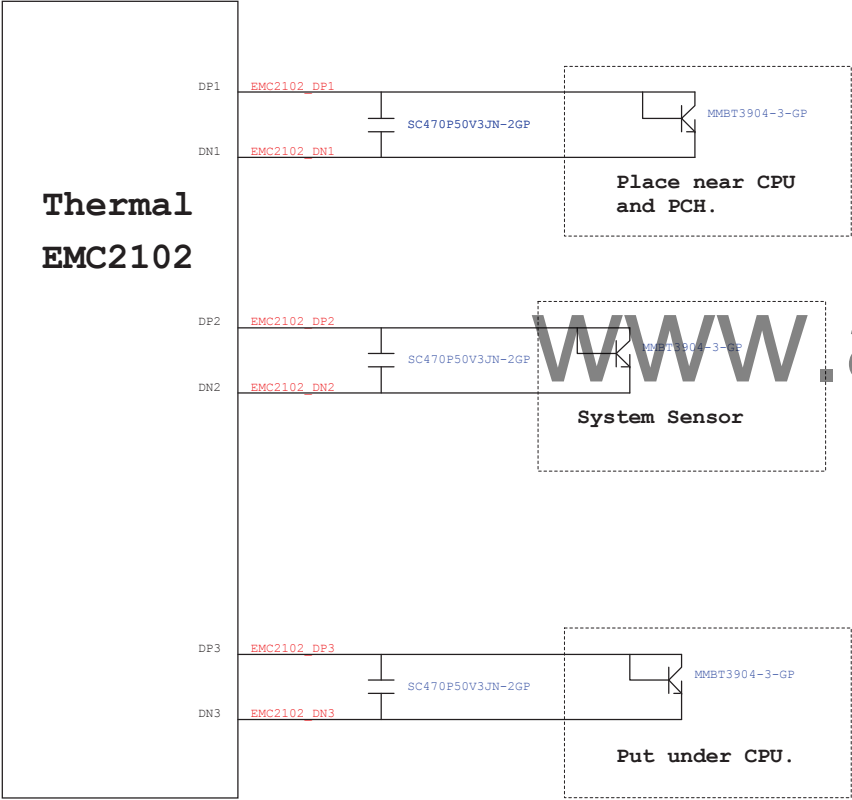 DP1 EMC2102_DP1
MMBT3904-3-GP
SC470P50V3JN-2GP
DN1 EMC2102_DN1
Place near CPU
and PCH.
Thermal
EMC2102
DP2 EMC2102_DP2
MMBT3904-3-GP
SC470P50V3JN-2GP
WWW.a
DN2 EMC2102_DN2
System Sensor
DP3 EMC2102_DP3
MMBT3904-3-GP
SC470P50V3JN-2GP
DN3 EMC2102_DN3
Put under CPU.